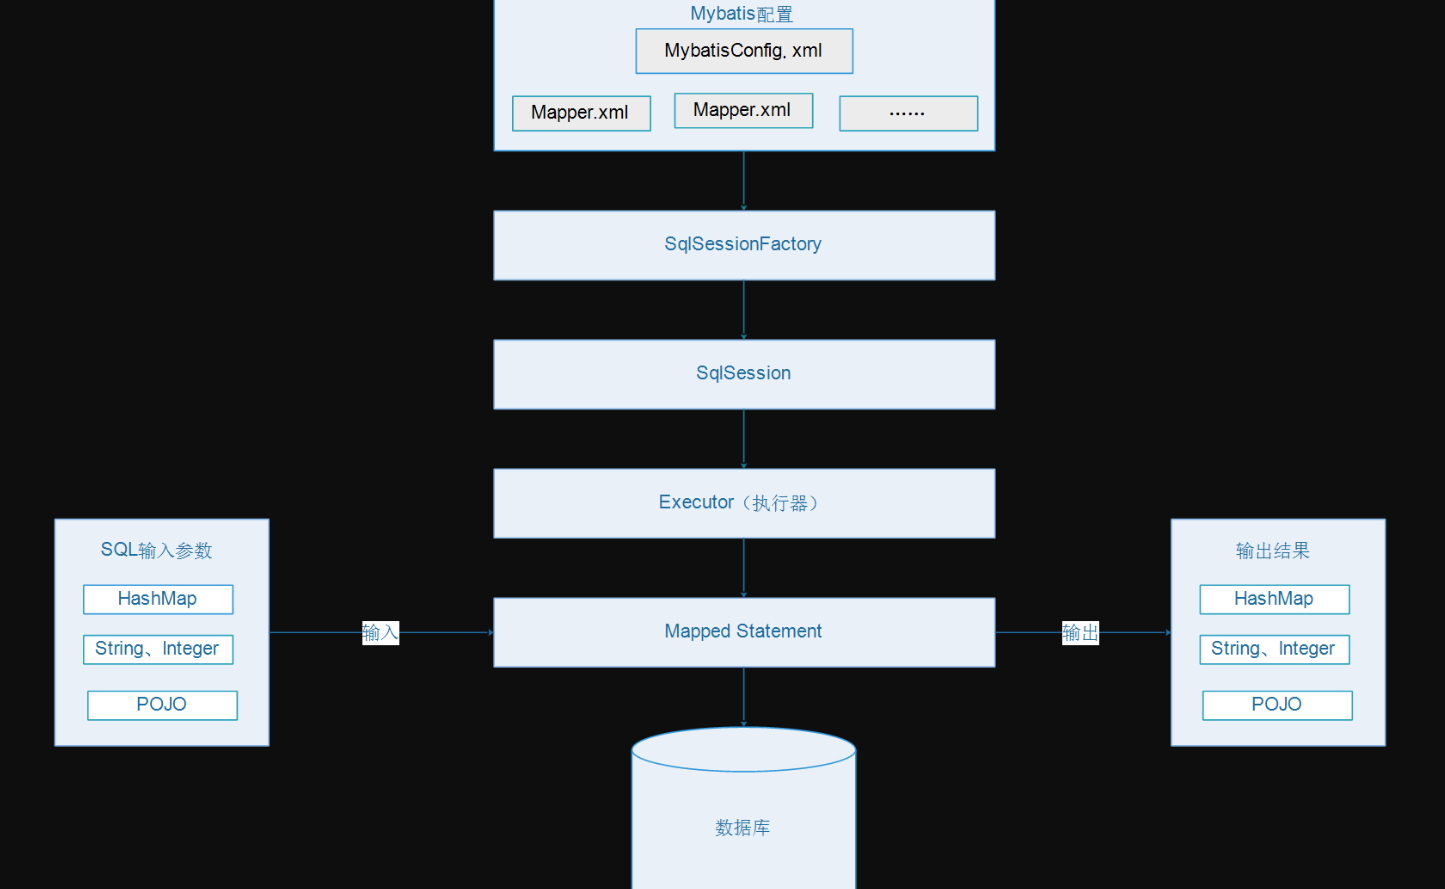 Mybatis配置
MybatisConfig, xml
Mapper.xml
Mapper.xml
······
SqlSessionFactory
SqlSession
Executor（执行器）
SQL输入参数
HashMap
String、Integer
POJO
输入
Mapped Statement
输出
输出结果
HashMap
String、Integer
POJO
数据库